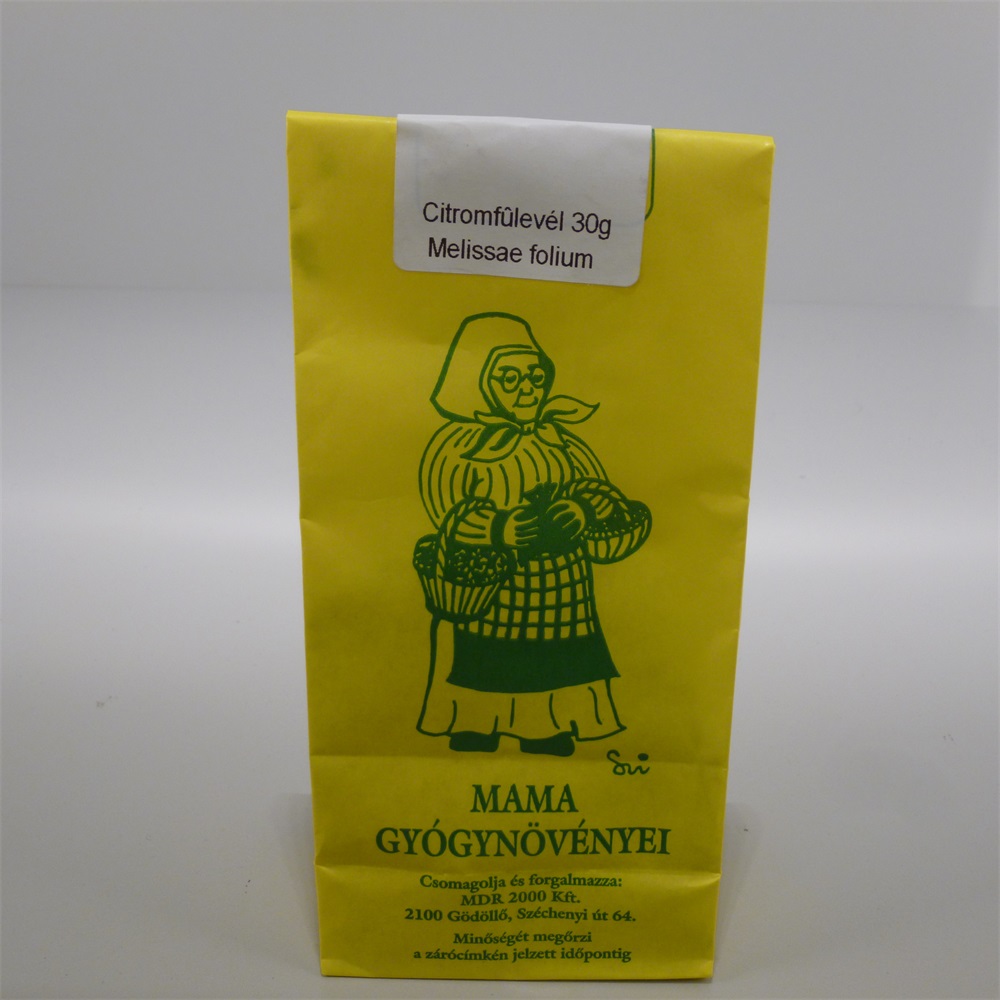 Citromfûlevél 30g
Melissae folium
Sui
MAMA
GYÓGYNÖVÉNYEI
Csomagolja és forgalmazza:
MDR 2000 Kft.
2100 Gödöllő, Széchenyi út 64.
Minőségét megőrzi
a zárócímkén jelzett időpontig